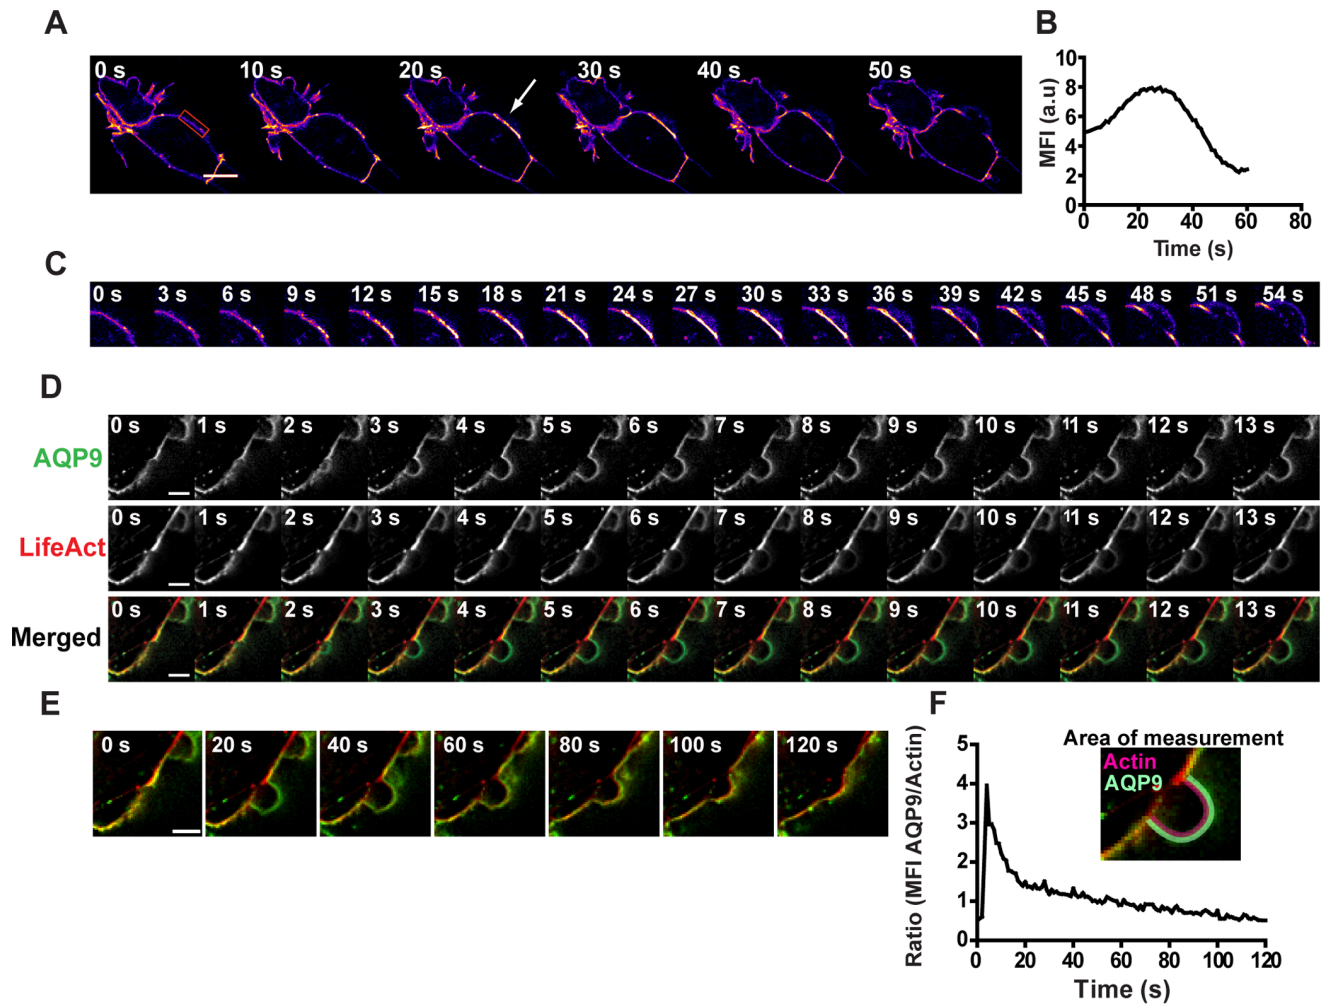 A
0 s 10 s 20 s 30 s 40 s 50 s
B
10
8
6
4
2
0
MFI (a.u)
0 20 40 60 80
Time (s)
C
0 s 3 s 6 s 9 s 12 s 15 s 18 s 21 s 24 s 27 s 30 s 33 s 36 s 39 s 42 s 45 s 48 s 51 s 54 s
D
AQP9
0 s 1 s 2 s 3 s 4 s 5 s 6 s 7 s 8 s 9 s 10 s 11 s 12 s 13 s
LifeAct
0 s 1 s 2 s 3 s 4 s 5 s 6 s 7 s 8 s 9 s 10 s 11 s 12 s 13 s
Merged
0 s 1 s 2 s 3 s 4 s 5 s 6 s 7 s 8 s 9 s 10 s 11 s 12 s 13 s
E
0 s 20 s 40 s 60 s 80 s 100 s 120 s
F
Area of measurement
Actin
AQP9
5
4
3
2
1
0
Ratio (MFI AQP9/Actin)
0 20 40 60 80 100 120
Time (s)